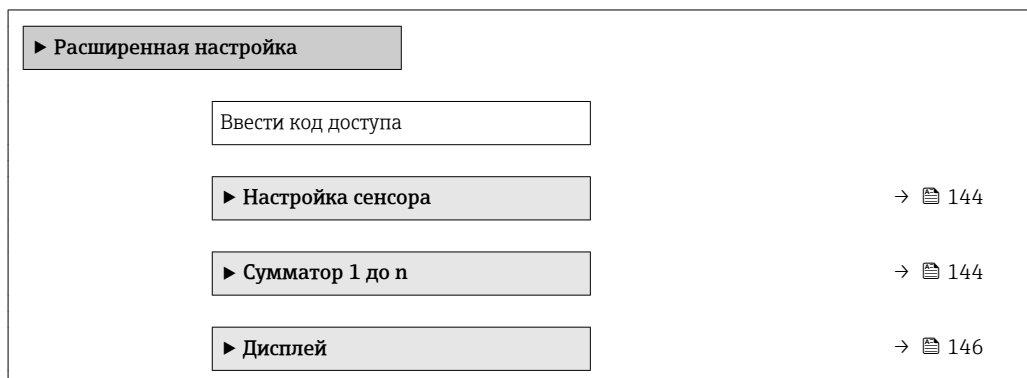 ▶ Расширенная настройка
Ввести код доступа
▶ Настройка сенсора → 144
▶ Сумматор 1 до n → 144
▶ Дисплей → 146